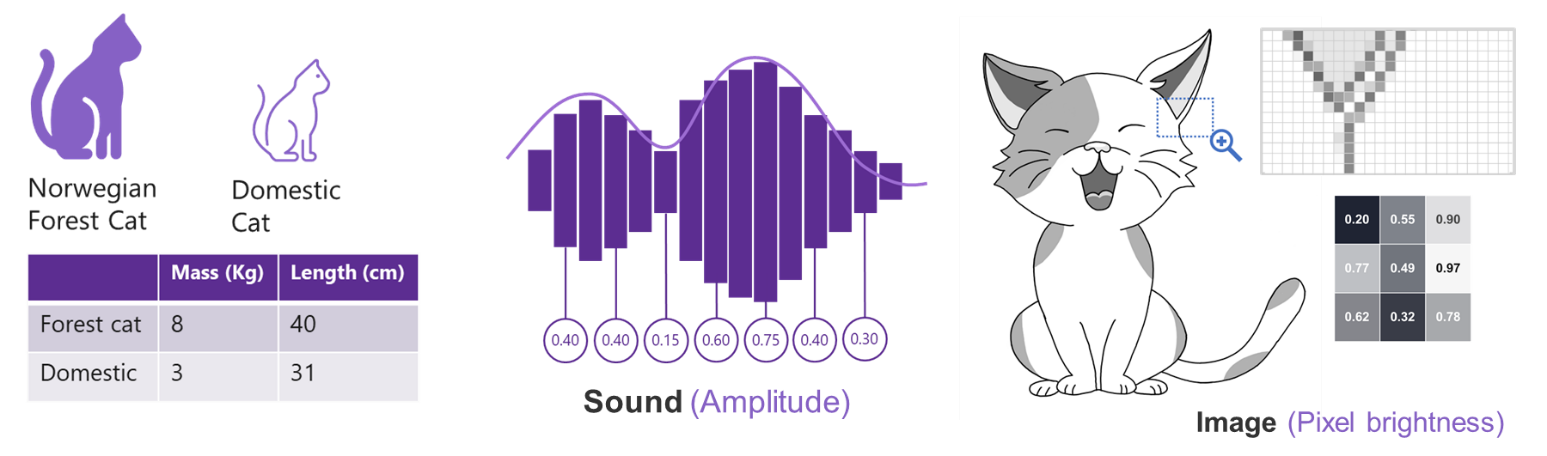 Norwegian
Forest Cat
Domestic
Cat
Mass (Kg) Length (cm)
Forest cat 8 40
Domestic 3 31
0.40 0.40 0.15 0.60 0.75 0.40 0.30
Sound (Amplitude)
0.20 0.55 0.90
0.77 0.49 0.97
0.62 0.32 0.78
Image (Pixel brightness)